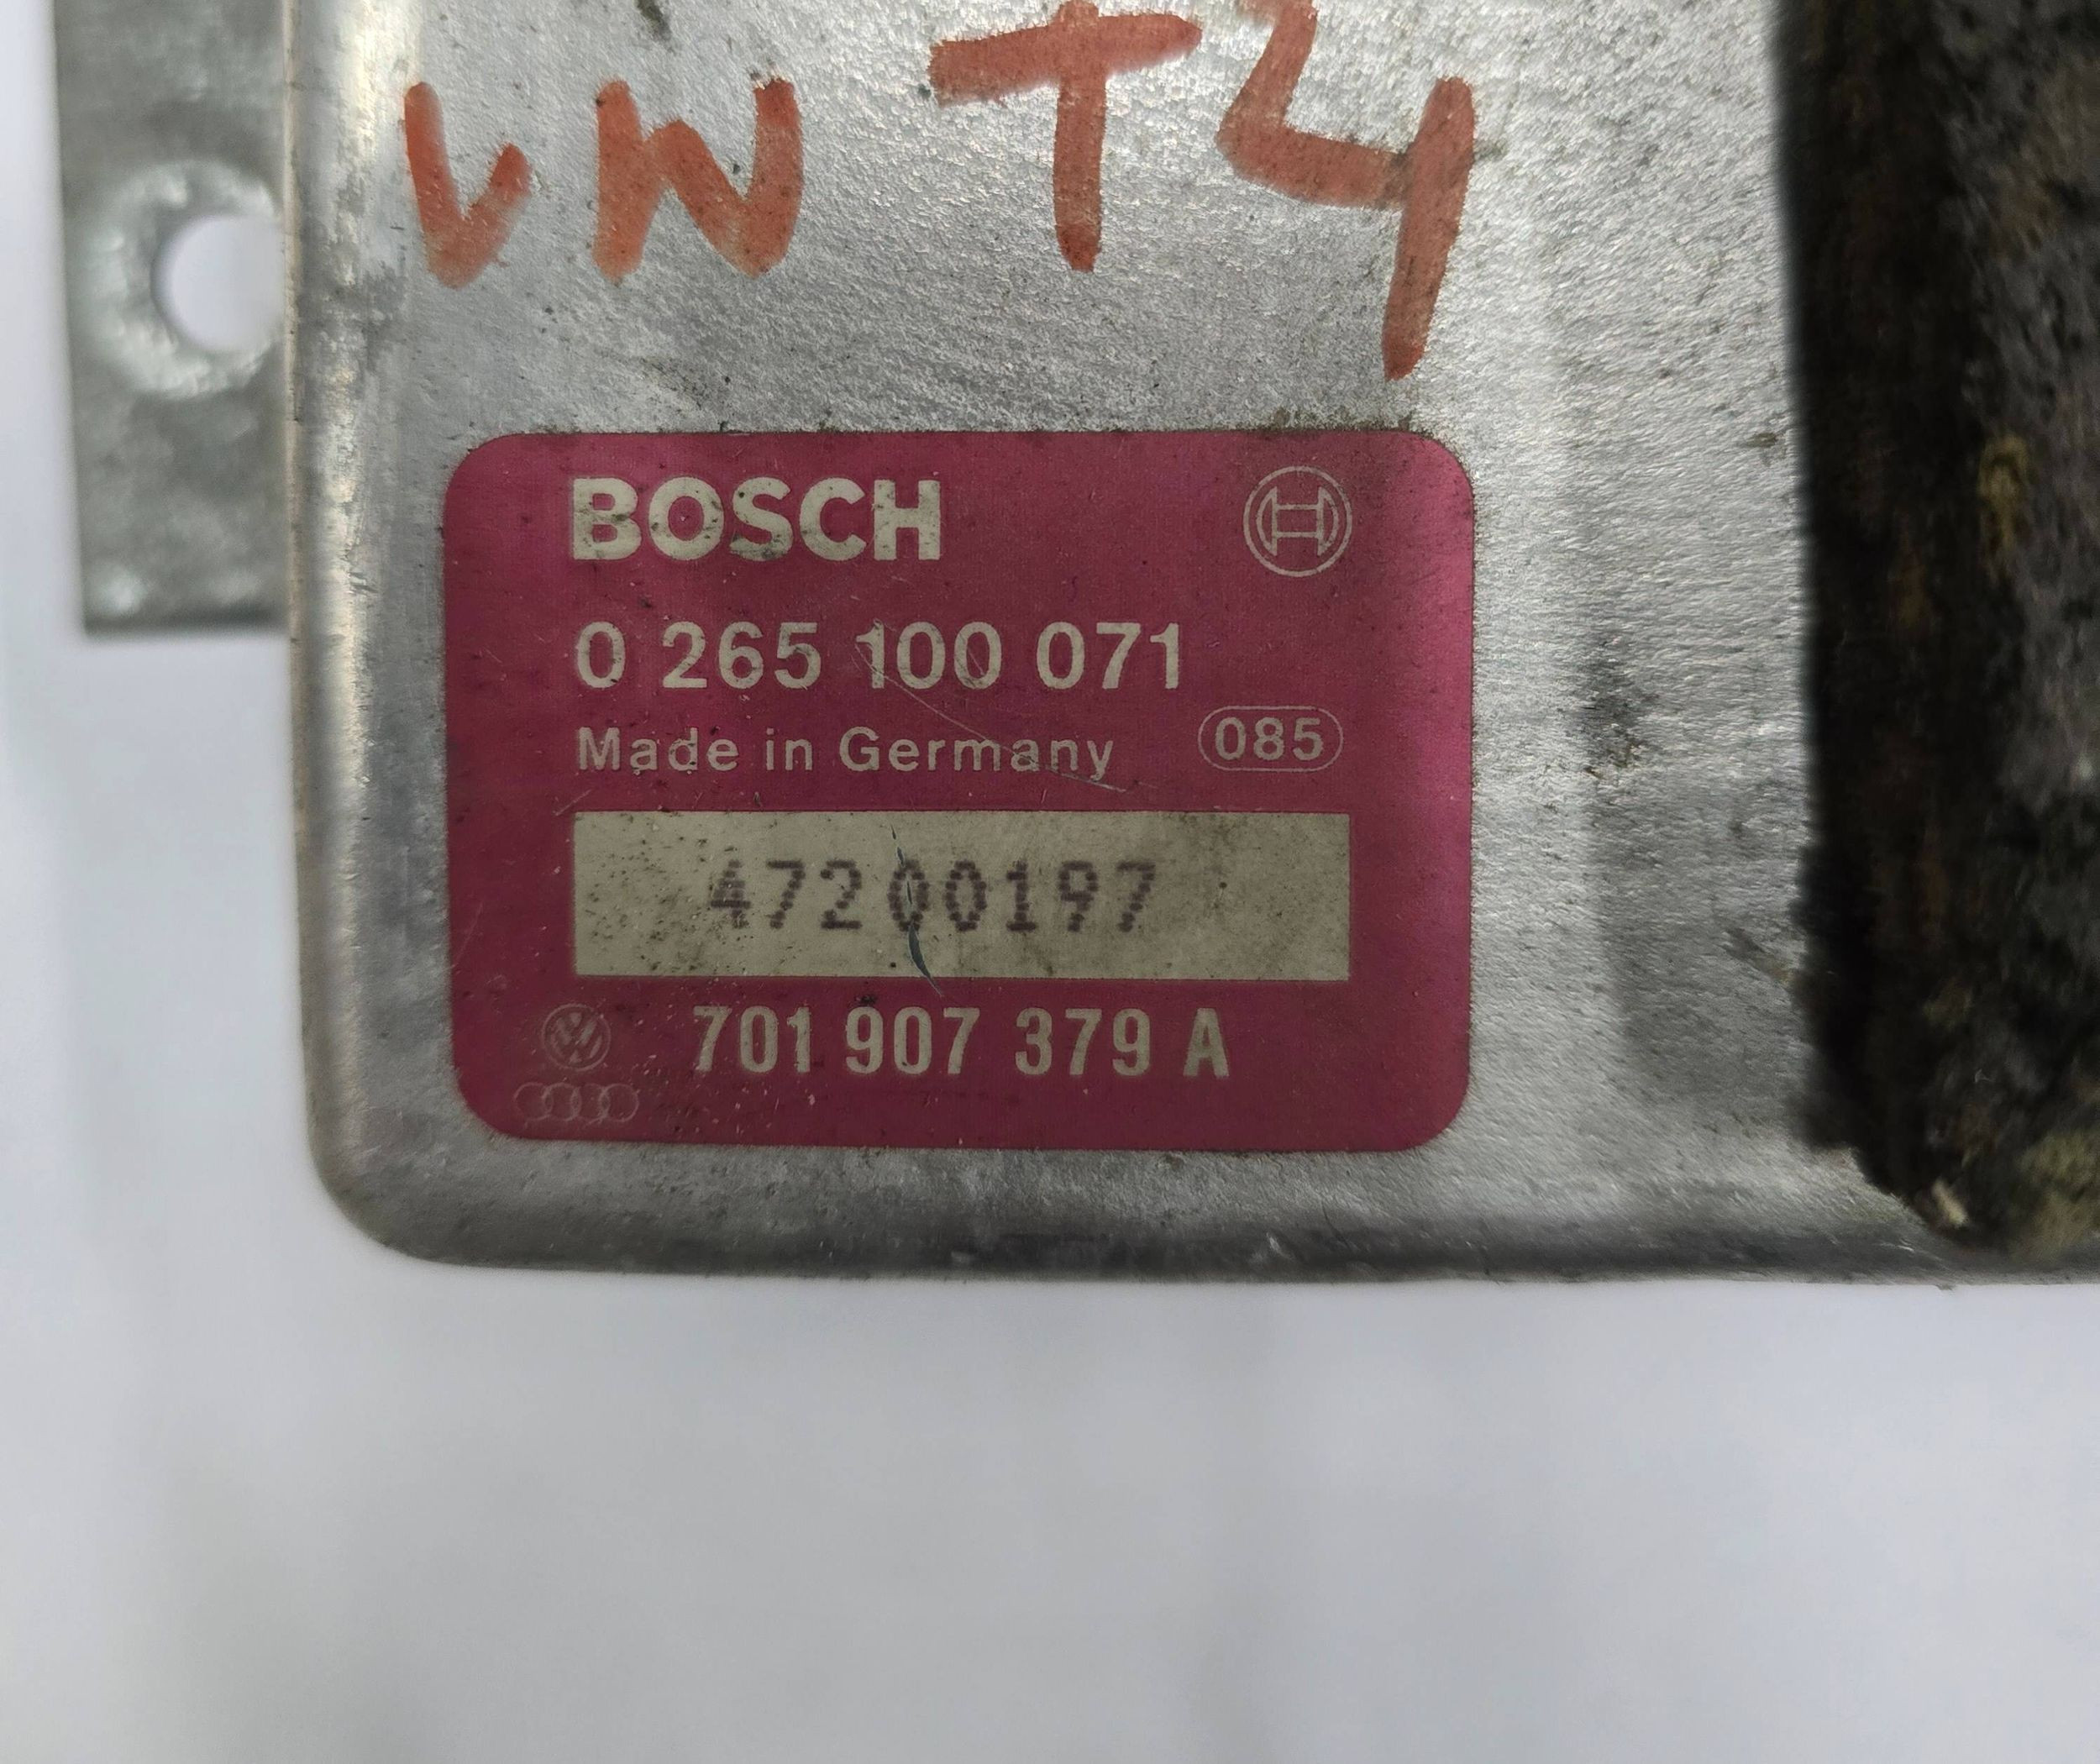 VW T4
BOSCH
0 265 100 071
Made in Germany 085
47200197
701 907 379 A